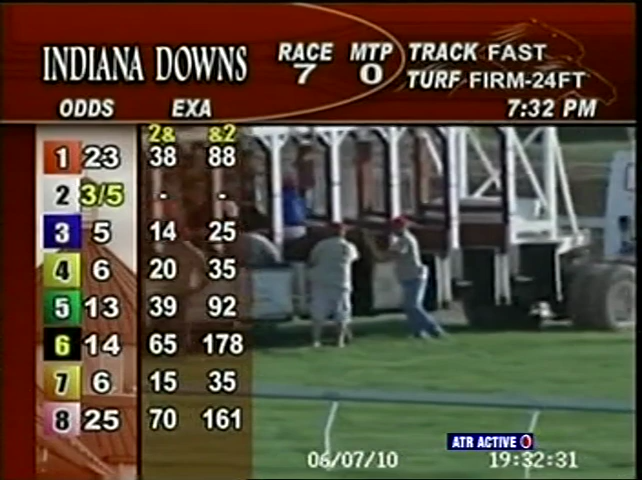 INDIANA DOWNS
RACE 7
MTP 0
TRACK FAST
TURF FIRM-24FT
ODDS EXA 7:32 PM
2& &2
1 23 38 88
2 3/5 - -
3 5 14 25
4 6 20 35
5 13 39 92
6 14 65 178
7 6 15 35
8 25 70 161
ATR ACTIVE
06/07/10 19:32:31